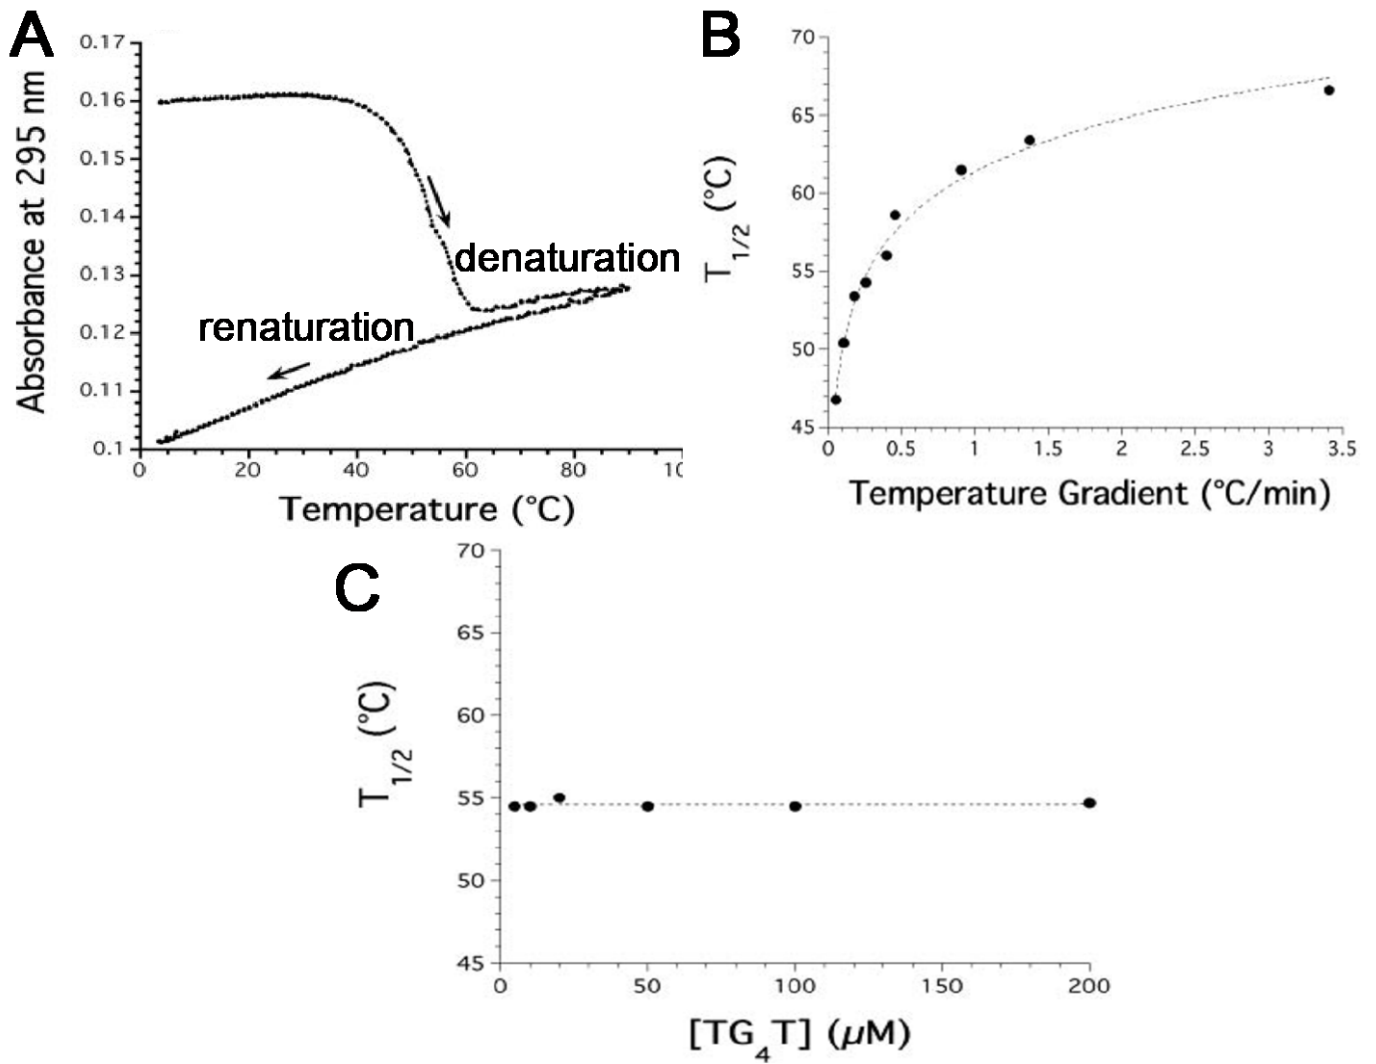 A
Absorbance at 295 nm
0.17
0.16
0.15
0.14
0.13
0.12
0.11
0.1
denaturation
renaturation
0 20 40 60 80 10
Temperature (°C)
B
T1/2 (°C)
70
65
60
55
50
45
0 0.5 1 1.5 2 2.5 3 3.5
Temperature Gradient (°C/min)
C
T1/2 (°C)
70
65
60
55
50
45
0 50 100 150 200
[TG4T] (µM)